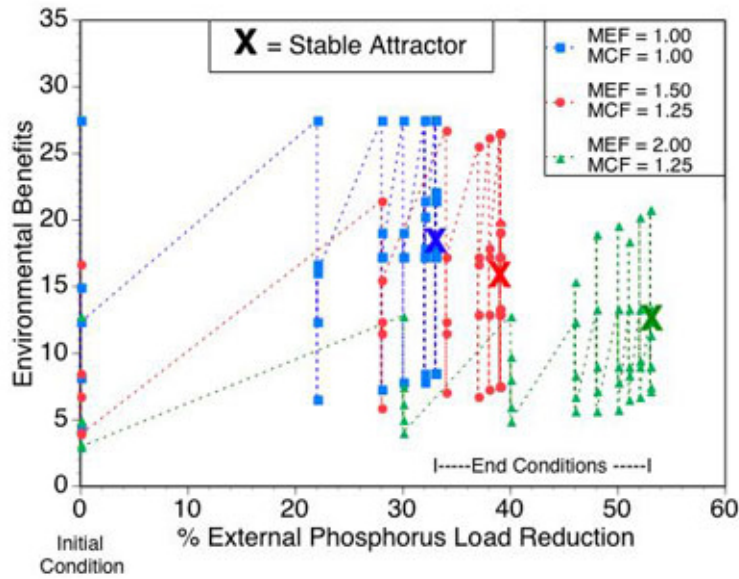 35
30
25
20
15
10
5
0
Environmental Benefits
X = Stable Attractor
MEF = 1.00
MCF = 1.00
MEF = 1.50
MCF = 1.25
MEF = 2.00
MCF = 1.25
X
X
X
I-----End Conditions -----I
0 20 30 40 50 60
% External Phosphorus Load Reduction
Initial
Condition